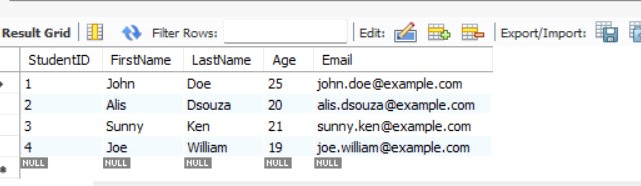 Result Grid Filter Rows: Edit: Export/Import:
StudentID FirstName LastName Age Email
1 John Doe 25 john.doe@example.com
2 Alis Dsouza 20 alis.dsouza@example.com
3 Sunny Ken 21 sunny.ken@example.com
4 Joe William 19 joe.william@example.com
NULL NULL NULL NULL NULL